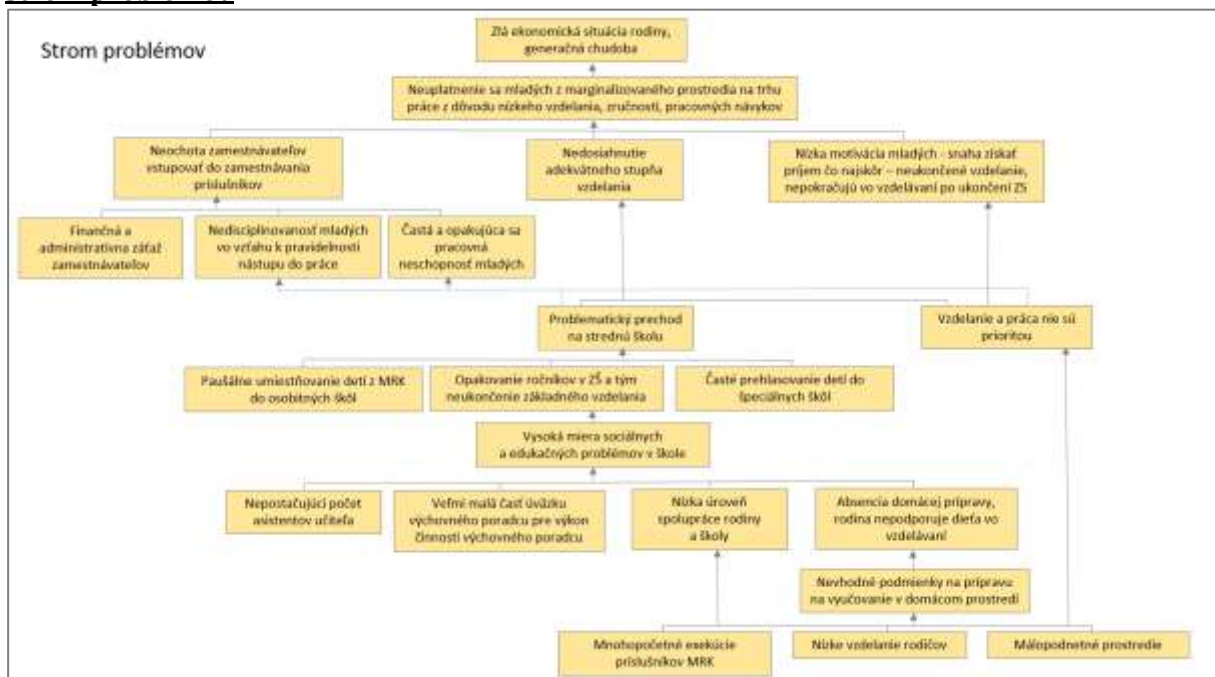 Strom problémov
Zlá ekonomická situácia rodiny,
generačná chudoba
Neuplatnenie sa mladých z marginalizovaného prostredia na trhu
práce z dôvodu nízkeho vzdelania, zručností, pracovných návykov
Neochota zamestnávateľov
vstupovať do zamestnávania
príslušníkov
Nedosiahnutie
adekvátneho stupňa
vzdelania
Nízka motivácia mladých - snaha získať
príjem čo najskôr – neukončené vzdelanie,
nepokračujú vo vzdelávaní po ukončení ZŠ
Finančná a
administratívna záťaž
zamestnávateľov
Nedisciplinovanosť mladých
vo vzťahu k pravidelnosti
nástupu do práce
Častá a opakujúca sa
pracovná
neschopnosť mladých
Problematický prechod
na strednú školu
Vzdelanie a práca nie sú
prioritou
Paušálne umiestňovanie detí z MRK
do osobitných škôl
Opakovanie ročníkov v ZŠ a tým
neukončenie základného vzdelania
Časté prehlasovanie detí do
špeciálnych škôl
Vysoká miera sociálnych
a edukačných problémov v škole
Nepostačujúci počet
asistentov učiteľa
Veľmi malá časť úväzku
výchovného poradcu pre výkon
činnosti výchovného poradcu
Nízka úroveň
spolupráce rodiny
a školy
Absencia domácej prípravy,
rodina nepodporuje dieťa vo
vzdelávaní
Nevhodné podmienky na prípravu
na vyučovanie v domácom prostredí
Mnohopočetné exekúcie
príslušníkov MRK
Nízke vzdelanie rodičov
Málopodnetné prostredie